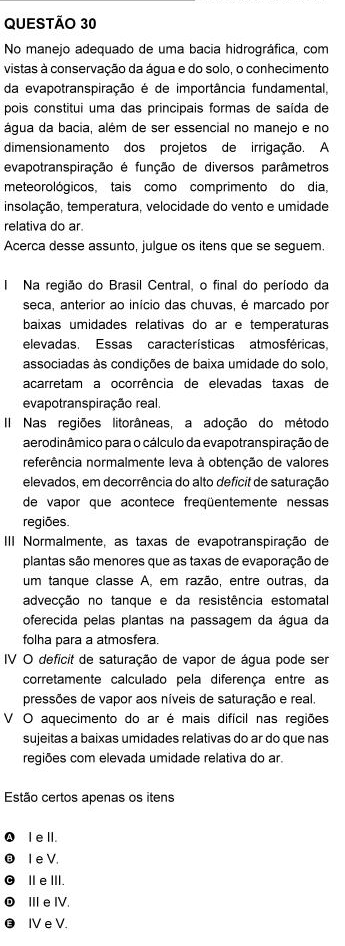 QUESTÃO 30
No manejo adequado de uma bacia hidrográfica, com
vistas à conservação da água e do solo, o conhecimento
da evapotranspiração é de importância fundamental,
pois constitui uma das principais formas de saída de
água da bacia, além de ser essencial no manejo e no
dimensionamento dos projetos de irrigação. A
evapotranspiração é função de diversos parâmetros
meteorológicos, tais como comprimento do dia,
insolação, temperatura, velocidade do vento e umidade
relativa do ar.
Acerca desse assunto, julgue os itens que se seguem.
I Na região do Brasil Central, o final do período da
seca, anterior ao início das chuvas, é marcado por
baixas umidades relativas do ar e temperaturas
elevadas. Essas características atmosféricas,
associadas às condições de baixa umidade do solo,
acarretam a ocorrência de elevadas taxas de
evapotranspiração real.
II Nas regiões litorâneas, a adoção do método
aerodinâmico para o cálculo da evapotranspiração de
referência normalmente leva à obtenção de valores
elevados, em decorrência do alto deficit de saturação
de vapor que acontece freqüentemente nessas
regiões.
III Normalmente, as taxas de evapotranspiração de
plantas são menores que as taxas de evaporação de
um tanque classe A, em razão, entre outras, da
advecção no tanque e da resistência estomatal
oferecida pelas plantas na passagem da água da
folha para a atmosfera.
IV O deficit de saturação de vapor de água pode ser
corretamente calculado pela diferença entre as
pressões de vapor aos níveis de saturação e real.
V O aquecimento do ar é mais difícil nas regiões
sujeitas a baixas umidades relativas do ar do que nas
regiões com elevada umidade relativa do ar.
Estão certos apenas os itens
A I e II.
B I e V.
C II e III.
D III e IV.
E IV e V.